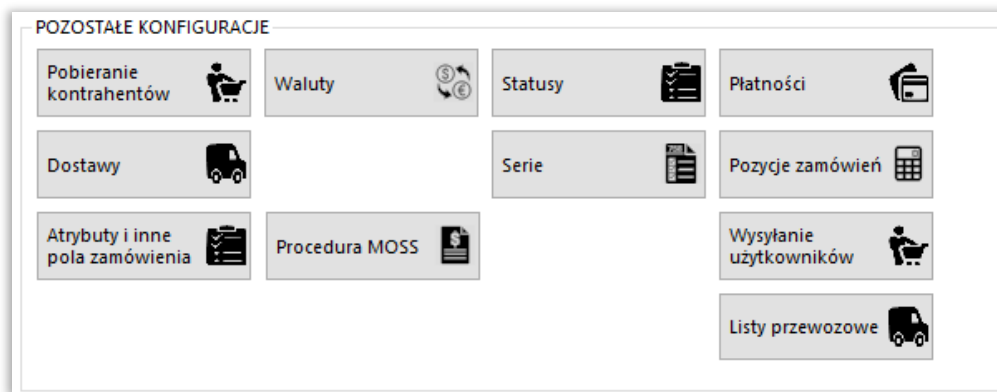 POZOSTAŁE KONFIGURACJE
Pobieranie
kontrahentów
Waluty
Statusy
Płatności
Dostawy
Serie
Pozycje zamówień
Atrybuty i inne
pola zamówienia
Procedura MOSS
Wysyłanie
użytkowników
Listy przewozowe